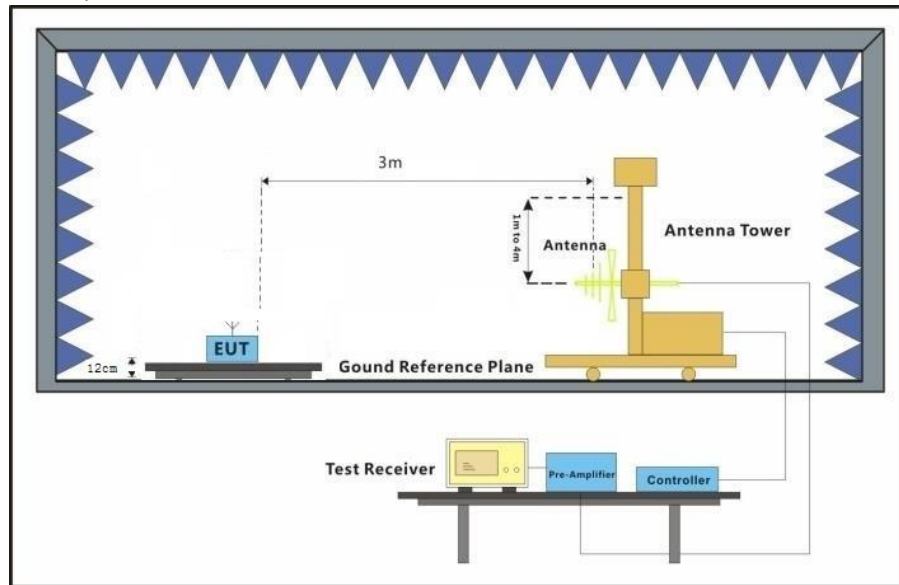 3m
1m to 4m
Antenna
Antenna Tower
EUT
12cm
Gound Reference Plane
Test Receiver
Pre-Amplifier
Controller